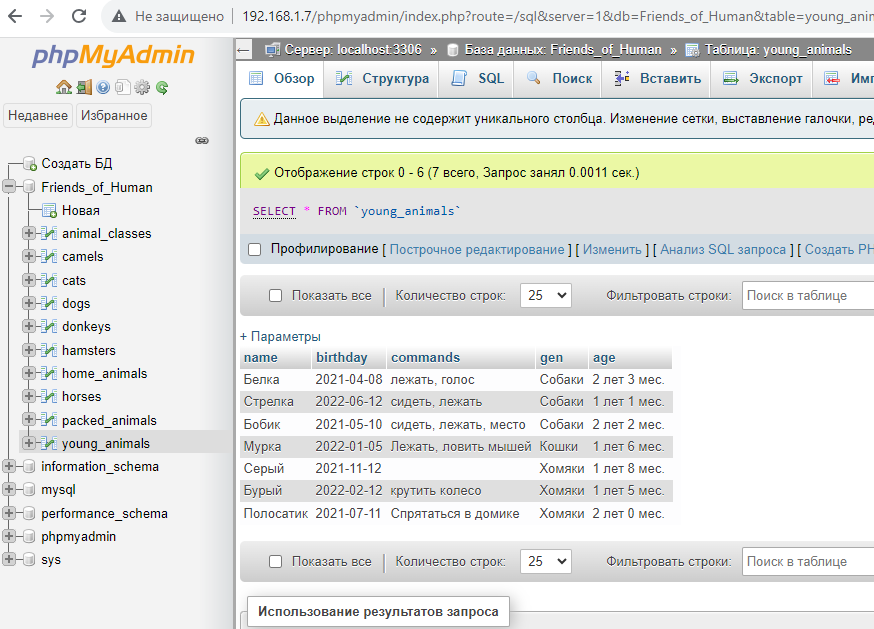 Не защищено 192.168.1.7/phpmyadmin/index.php?route=/sql&server=1&db=Friends_of_Human&table=young_anim
phpMyAdmin
Недавнее Избранное
Создать БД
Friends_of_Human
Новая
animal_classes
camels
cats
dogs
donkeys
hamsters
home_animals
horses
packed_animals
young_animals
information_schema
mysql
performance_schema
phpmyadmin
sys
Сервер: localhost:3306 » База данных: Friends_of_Human » Таблица: young_animals
Обзор Структура SQL Поиск Вставить Экспорт Имп
Данное выделение не содержит уникального столбца. Изменение сетки, выставление галочки, ред
Отображение строк 0 - 6 (7 всего, Запрос занял 0.0011 сек.)
SELECT * FROM `young_animals`
Профилирование [ Построчное редактирование ] [ Изменить ] [ Анализ SQL запроса ] [ Создать PH
Показать все Количество строк: 25 Фильтровать строки: Поиск в таблице
+ Параметры
name birthday commands gen age
Белка 2021-04-08 лежать, голос Собаки 2 лет 3 мес.
Стрелка 2022-06-12 сидеть, лежать Собаки 1 лет 1 мес.
Бобик 2021-05-10 сидеть, лежать, место Собаки 2 лет 2 мес.
Мурка 2022-01-05 Лежать, ловить мышей Кошки 1 лет 6 мес.
Серый 2021-11-12 Хомяки 1 лет 8 мес.
Бурый 2022-02-12 крутить колесо Хомяки 1 лет 5 мес.
Полосатик 2021-07-11 Спрятаться в домике Хомяки 2 лет 0 мес.
Показать все Количество строк: 25 Фильтровать строки: Поиск в таблице
Использование результатов запроса